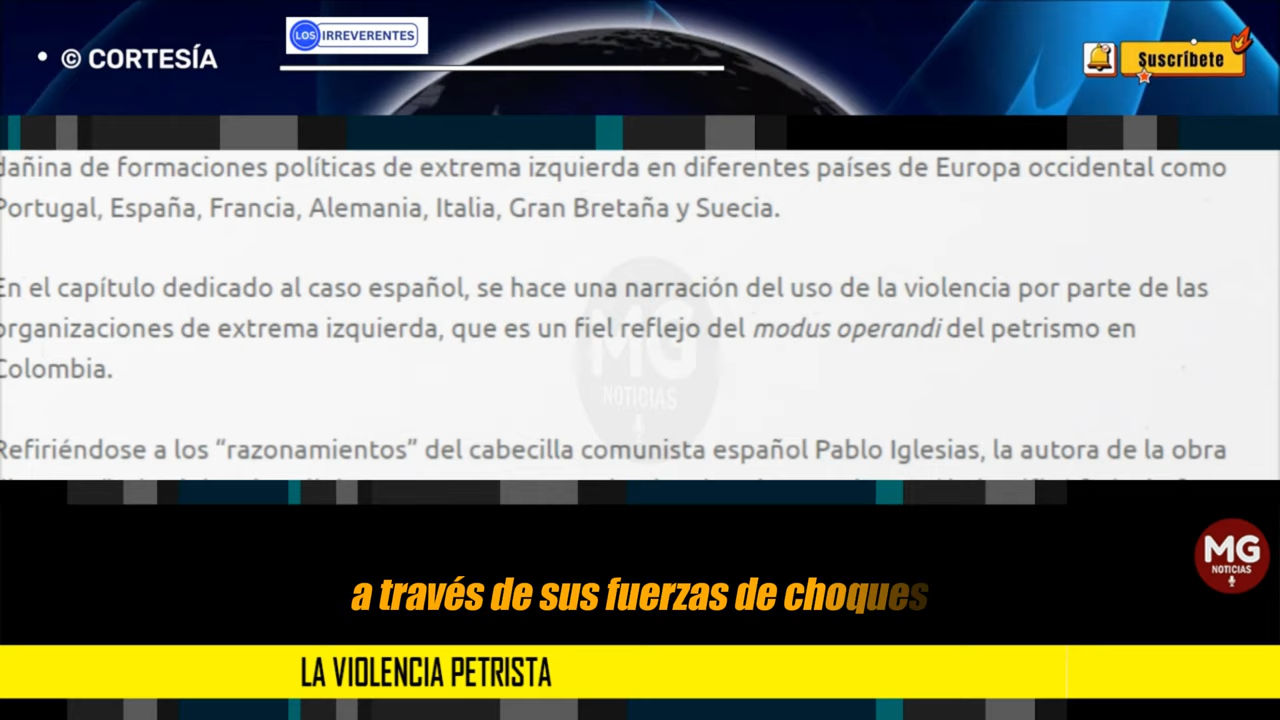 • © CORTESÍA
LOS IRREVERENTES
Suscríbete
dañina de formaciones políticas de extrema izquierda en diferentes países de Europa occidental como
Portugal, España, Francia, Alemania, Italia, Gran Bretaña y Suecia.
En el capítulo dedicado al caso español, se hace una narración del uso de la violencia por parte de las
organizaciones de extrema izquierda, que es un fiel reflejo del modus operandi del petrismo en
Colombia.
Refiriéndose a los “razonamientos” del cabecilla comunista español Pablo Iglesias, la autora de la obra
MG
NOTICIAS
MG
NOTICIAS
a través de sus fuerzas de choques
LA VIOLENCIA PETRISTA